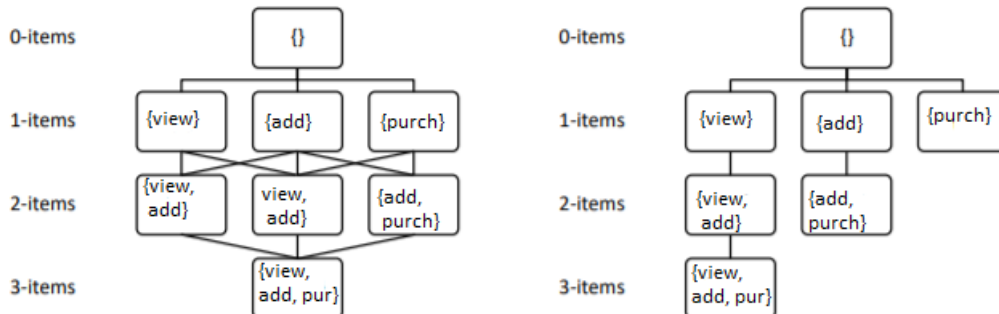 0-items
{}
0-items
{}
1-items
{view}
{add}
{purch}
1-items
{view}
{add}
{purch}
2-items
{view,
add}
view,
add}
{add,
purch}
2-items
{view,
add}
{add,
purch}
3-items
{view,
add, pur}
3-items
{view,
add, pur}